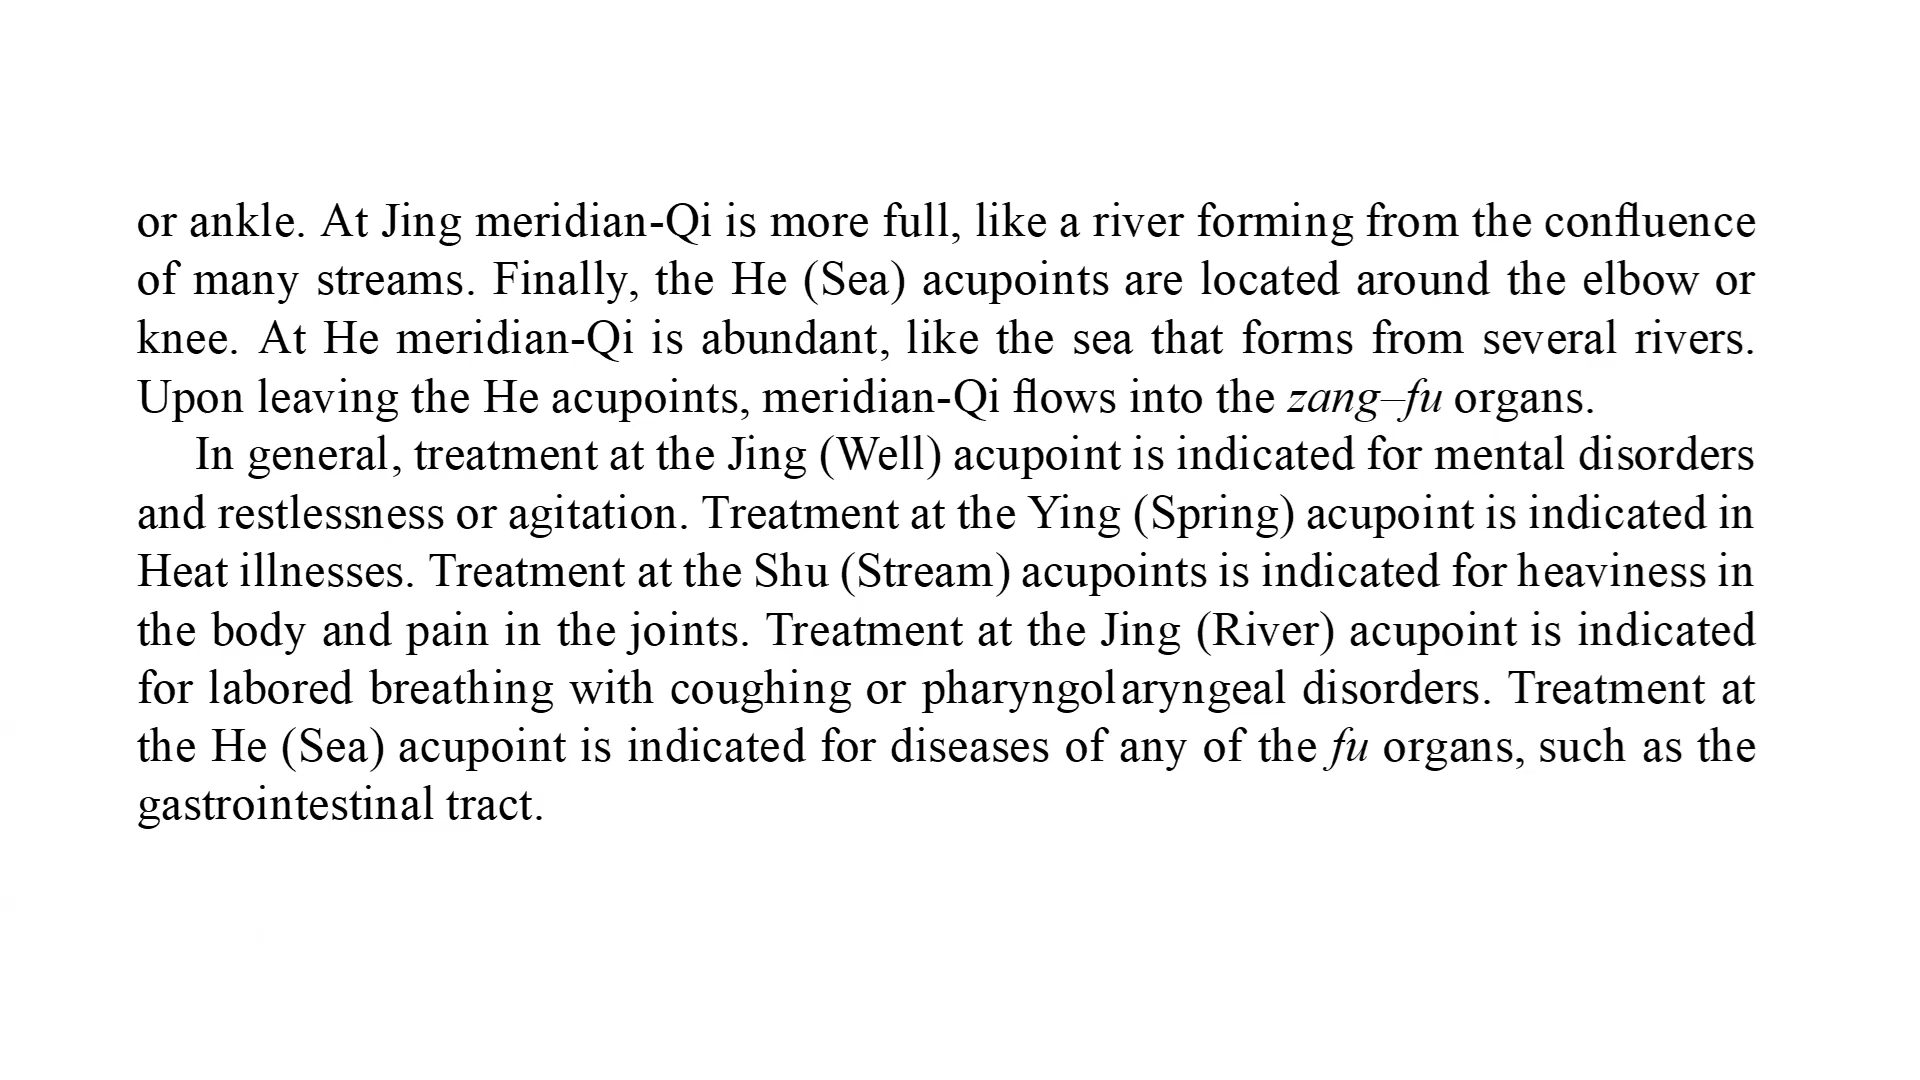 or ankle. At Jing meridian-Qi is more full, like a river forming from the confluence
of many streams. Finally, the He (Sea) acupoints are located around the elbow or
knee. At He meridian-Qi is abundant, like the sea that forms from several rivers.
Upon leaving the He acupoints, meridian-Qi flows into the zang–fu organs.
In general, treatment at the Jing (Well) acupoint is indicated for mental disorders
and restlessness or agitation. Treatment at the Ying (Spring) acupoint is indicated in
Heat illnesses. Treatment at the Shu (Stream) acupoints is indicated for heaviness in
the body and pain in the joints. Treatment at the Jing (River) acupoint is indicated
for labored breathing with coughing or pharyngolaryngeal disorders. Treatment at
the He (Sea) acupoint is indicated for diseases of any of the fu organs, such as the
gastrointestinal tract.